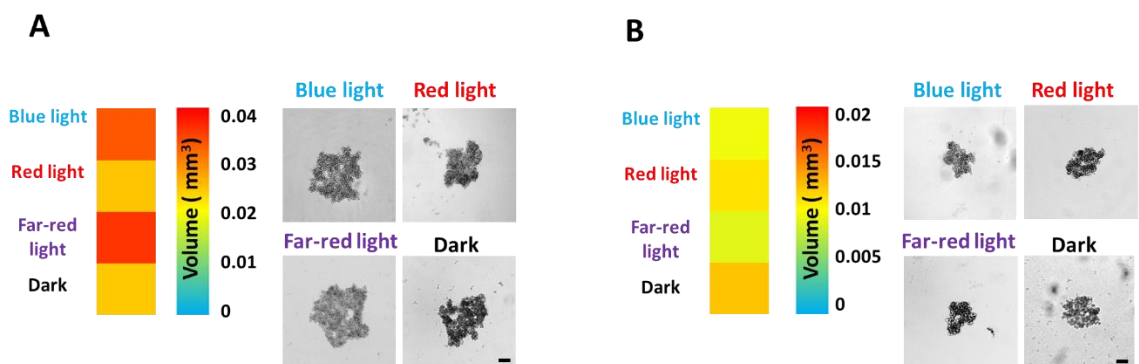 A
Blue light
Red light
Far-red
light
Dark
0.04
0.03
0.02
0.01
0
Volume ( mm³)
Blue light
Red light
Far-red light
Dark
B
Blue light
Red light
Far-red
light
Dark
0.02
0.015
0.01
0.005
0
Volume ( mm³)
Blue light
Red light
Far-red light
Dark